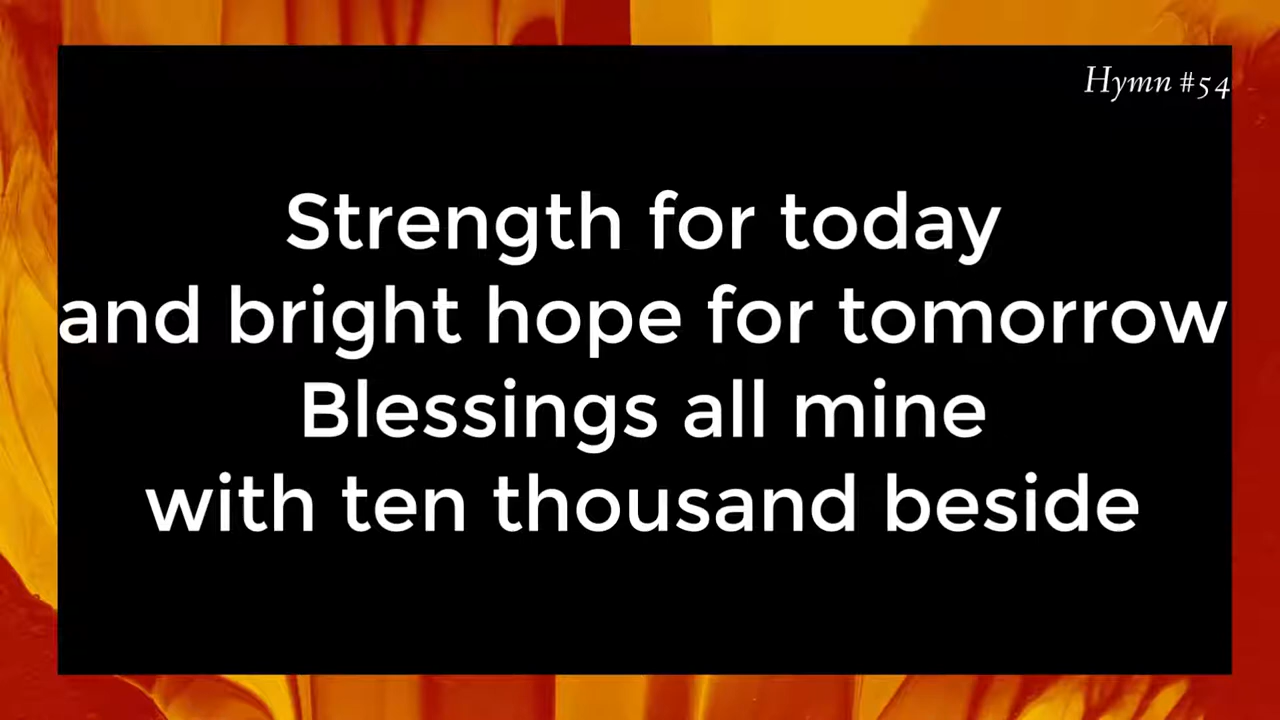 Hymn #54
Strength for today
and bright hope for tomorrow
Blessings all mine
with ten thousand beside